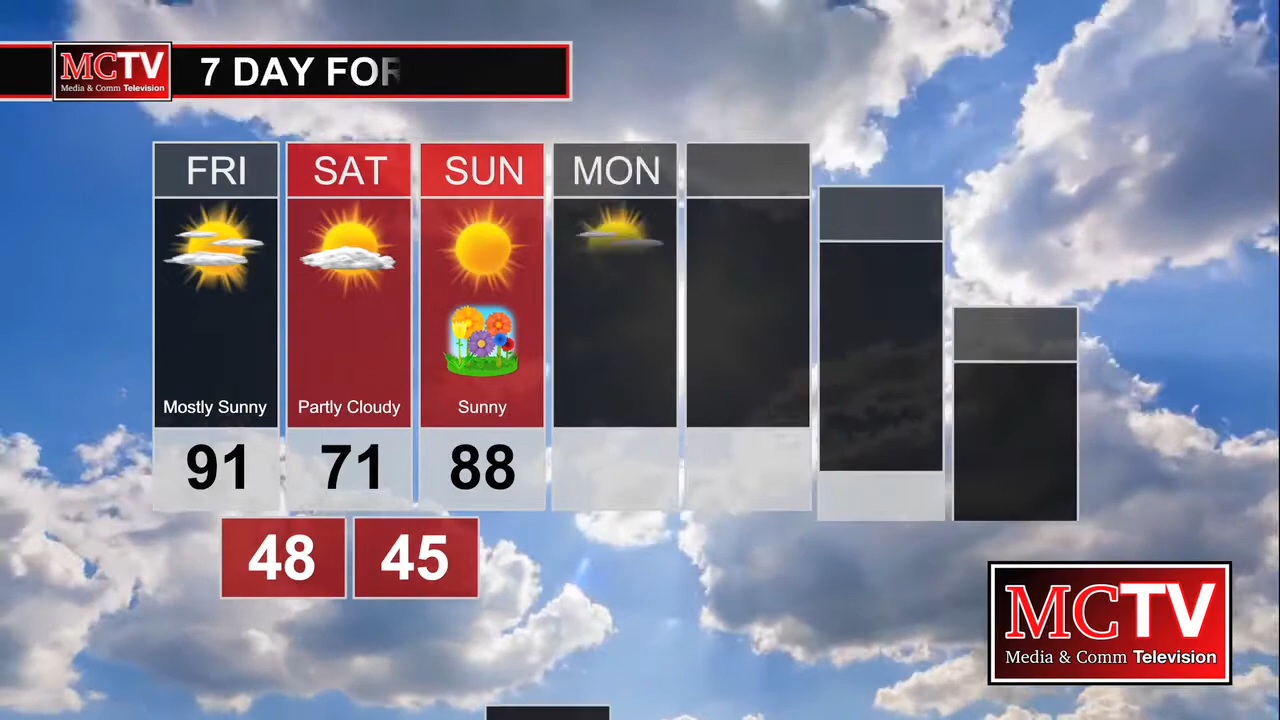 MCTV
Media & Comm Television
7 DAY FOR
FRI
SAT
SUN
MON
Mostly Sunny
Partly Cloudy
Sunny
91
71
88
48
45
MCTV
Media & Comm Television